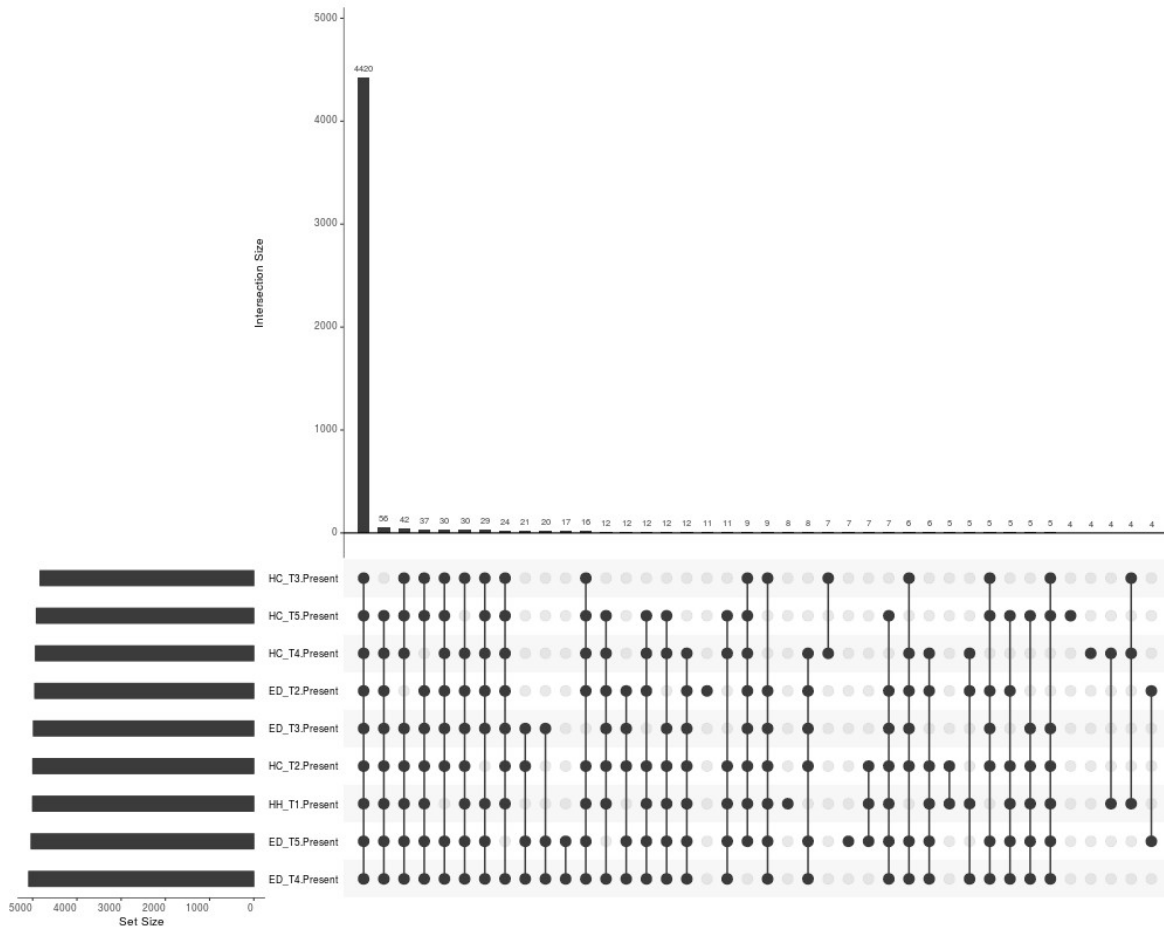 5000
4420
4000
3000
Intersection Size
2000
1000
0
56 42 37 30 30 29 24 21 20 17 16 12 12 12 12 12 11 11 9 9 8 8 7 7 7 7 6 6 5 5 5 5 5 5 4 4 4 4 4
HC_T3.Present
HC_T5.Present
HC_T4.Present
ED_T2.Present
ED_T3.Present
HC_T2.Present
HH_T1.Present
ED_T5.Present
ED_T4.Present
5000 4000 3000 2000 1000 0
Set Size